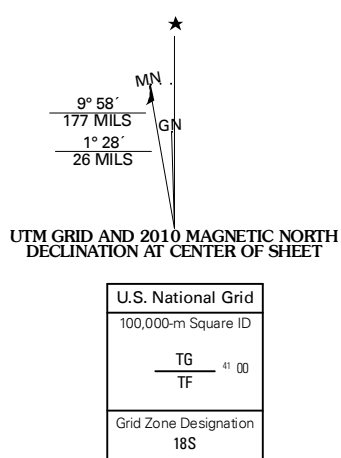 ★
MN
9° 58´
177 MILS
GN
1° 28´
26 MILS
UTM GRID AND 2010 MAGNETIC NORTH
DECLINATION AT CENTER OF SHEET
U.S. National Grid
100,000-m Square ID
TG
41 00
TF
Grid Zone Designation
18S